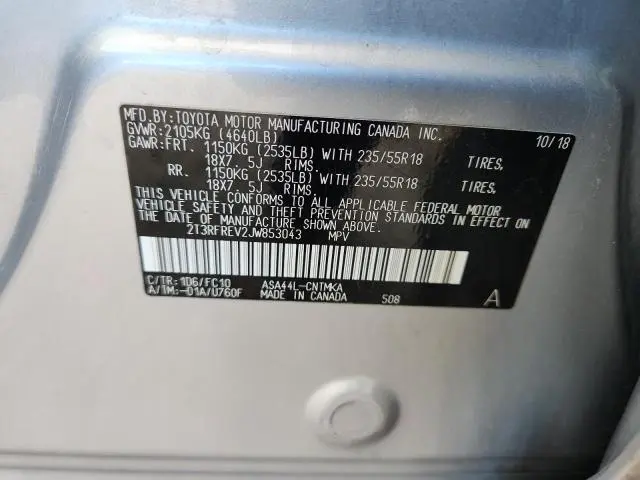 MFD.BY:TOYOTA MOTOR MANUFACTURING CANADA INC.
GVWR:2105KG (4640LB) 10/18
GAWR:FRT. 1150KG (2535LB) WITH 235/55R18 TIRES,
18X7. 5J RIMS.
RR. 1150KG (2535LB) WITH 235/55R18 TIRES,
18X7. 5J RIMS.
THIS VEHICLE CONFORMS TO ALL APPLICABLE FEDERAL MOTOR
VEHICLE SAFETY AND THEFT PREVENTION STANDARDS IN EFFECT ON
THE DATE OF MANUFACTURE SHOWN ABOVE.
2T3RFREV2JW853043 MPV
C/TR:1D6/FC10 ASA44L-CNTMKA
A/TM:-01A/U760F MADE IN CANADA 508 A